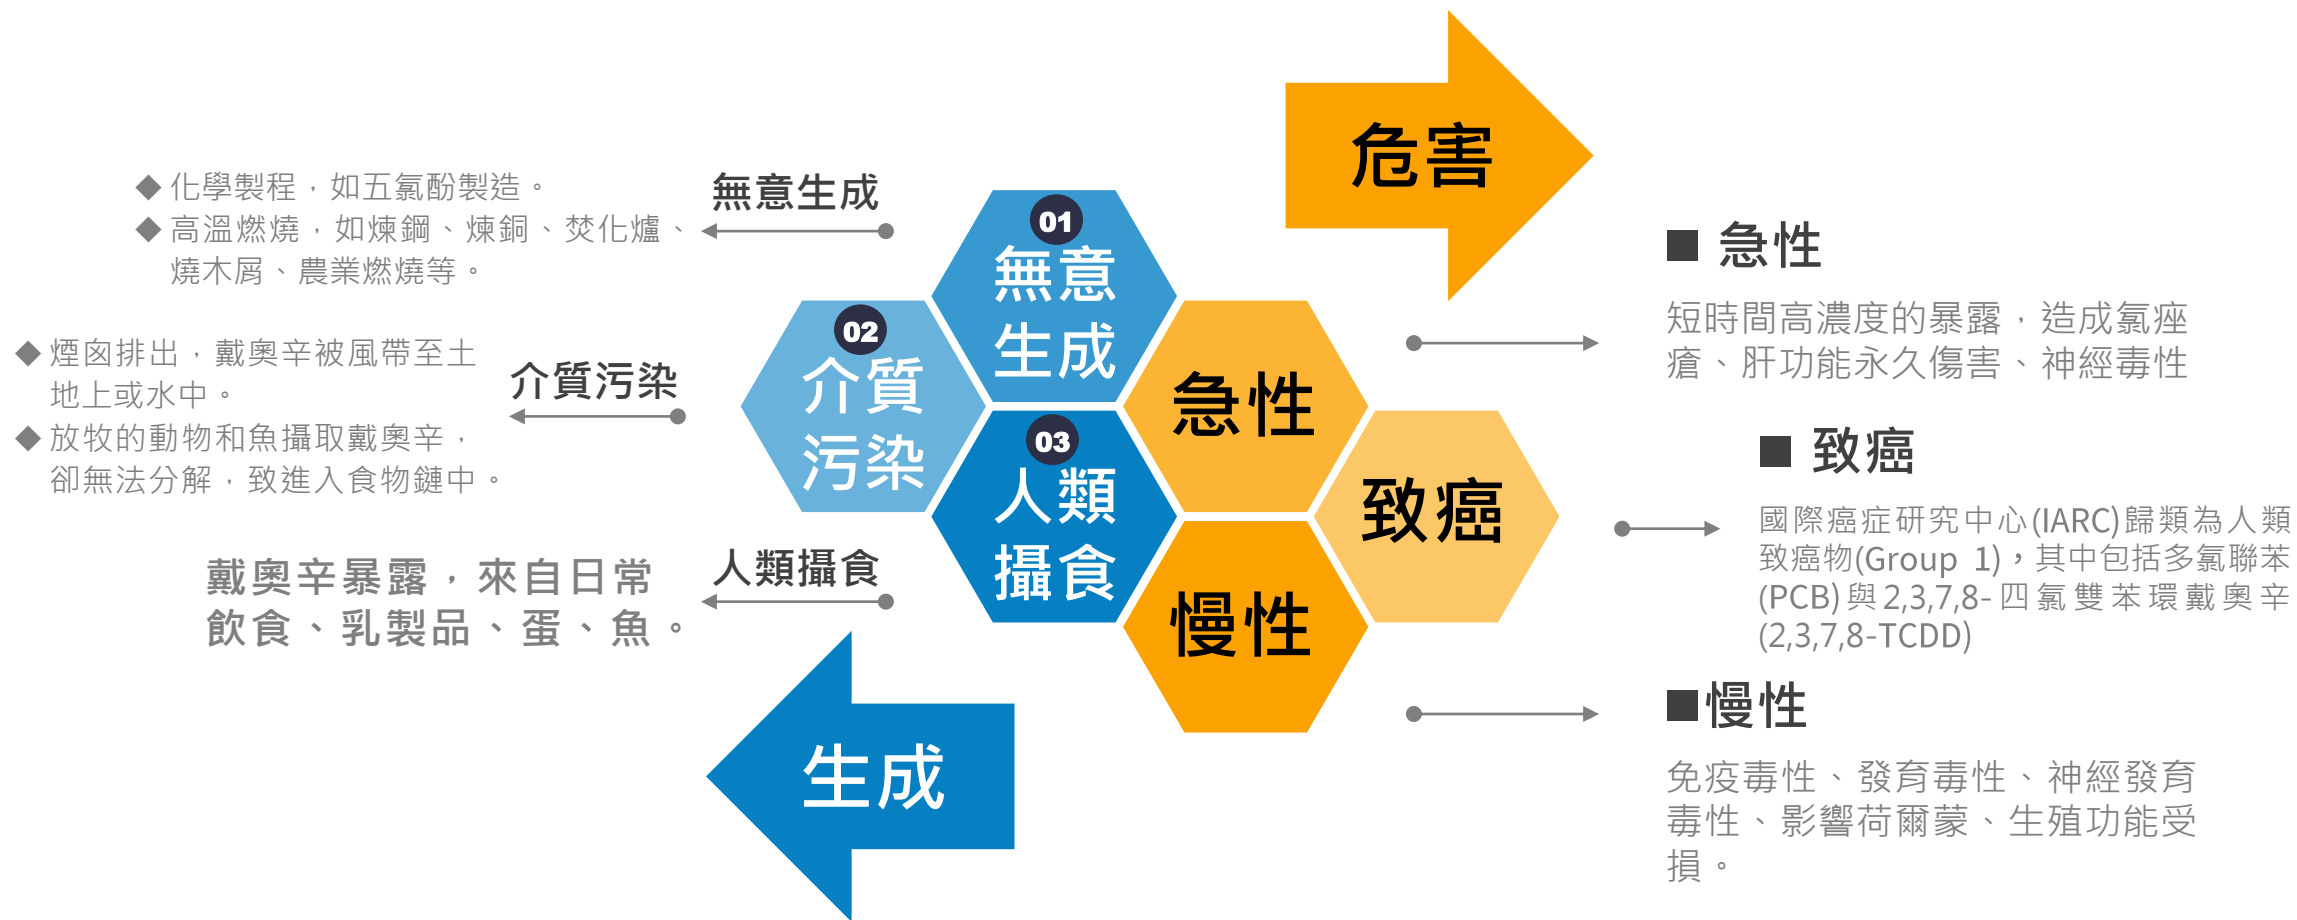 危害
◆ 化學製程，如五氯酚製造。
◆ 高溫燃燒，如煉鋼、煉銅、焚化爐、
燒木屑、農業燃燒等。
無意生成
◆ 煙囪排出，戴奧辛被風帶至土
地上或水中。
◆ 放牧的動物和魚攝取戴奧辛，
卻無法分解，致進入食物鏈中。
介質污染
戴奧辛暴露，來自日常
飲食、乳製品、蛋、魚。
人類攝食
01
無意
生成
02
介質
污染
03
人類
攝食
急性
致癌
慢性
生成
■ 急性
短時間高濃度的暴露，造成氯痤
瘡、肝功能永久傷害、神經毒性
■ 致癌
國際癌症研究中心(IARC)歸類為人類
致癌物(Group 1)，其中包括多氯聯苯
(PCB)與2,3,7,8-四氯雙苯環戴奧辛
(2,3,7,8-TCDD)
■慢性
免疫毒性、發育毒性、神經發育
毒性、影響荷爾蒙、生殖功能受
損。